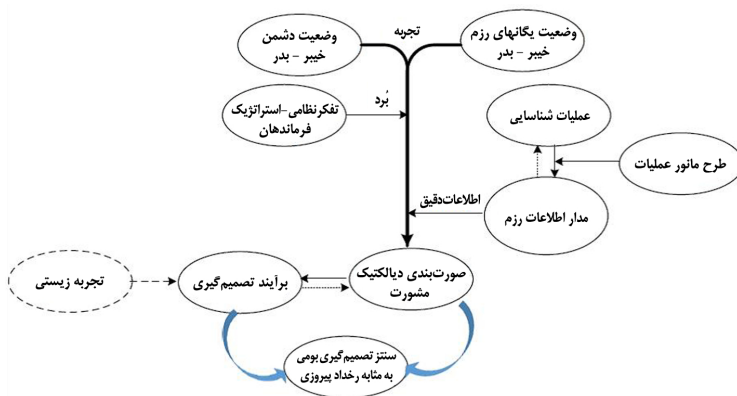 وضعیت دشمن
خیبر - بدر
تجربه
وضعیت یگانهای رزم
خیبر - بدر
تفکرنظامی-استراتژیک
فرماندهان
بُرد
عملیات شناسایی
طرح مانور عملیات
مدار اطلاعات رزم
اطلاعات‌دقیق
صورت‌بندی دیالکتیک
مشورت
برآیند تصمیم‌گیری
تجربه زیستی
سنتز تصمیم‌گیری بومی
به مثابه رخداد پیروزی